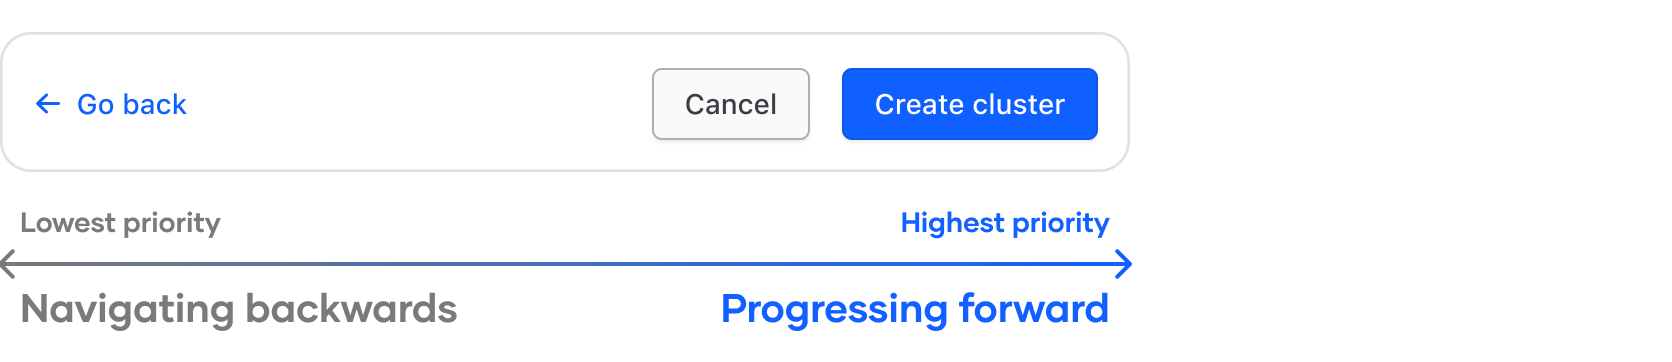 Go back
Cancel
Create cluster
Lowest priority
Highest priority
Navigating backwards
Progressing forward